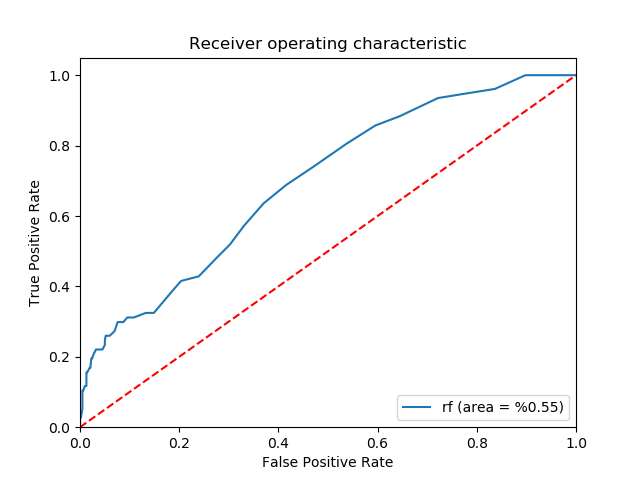 Receiver operating characteristic
True Positive Rate
1.0
0.8
0.6
0.4
0.2
0.0
0.0 0.2 0.4 0.6 0.8 1.0
False Positive Rate
rf (area = %0.55)